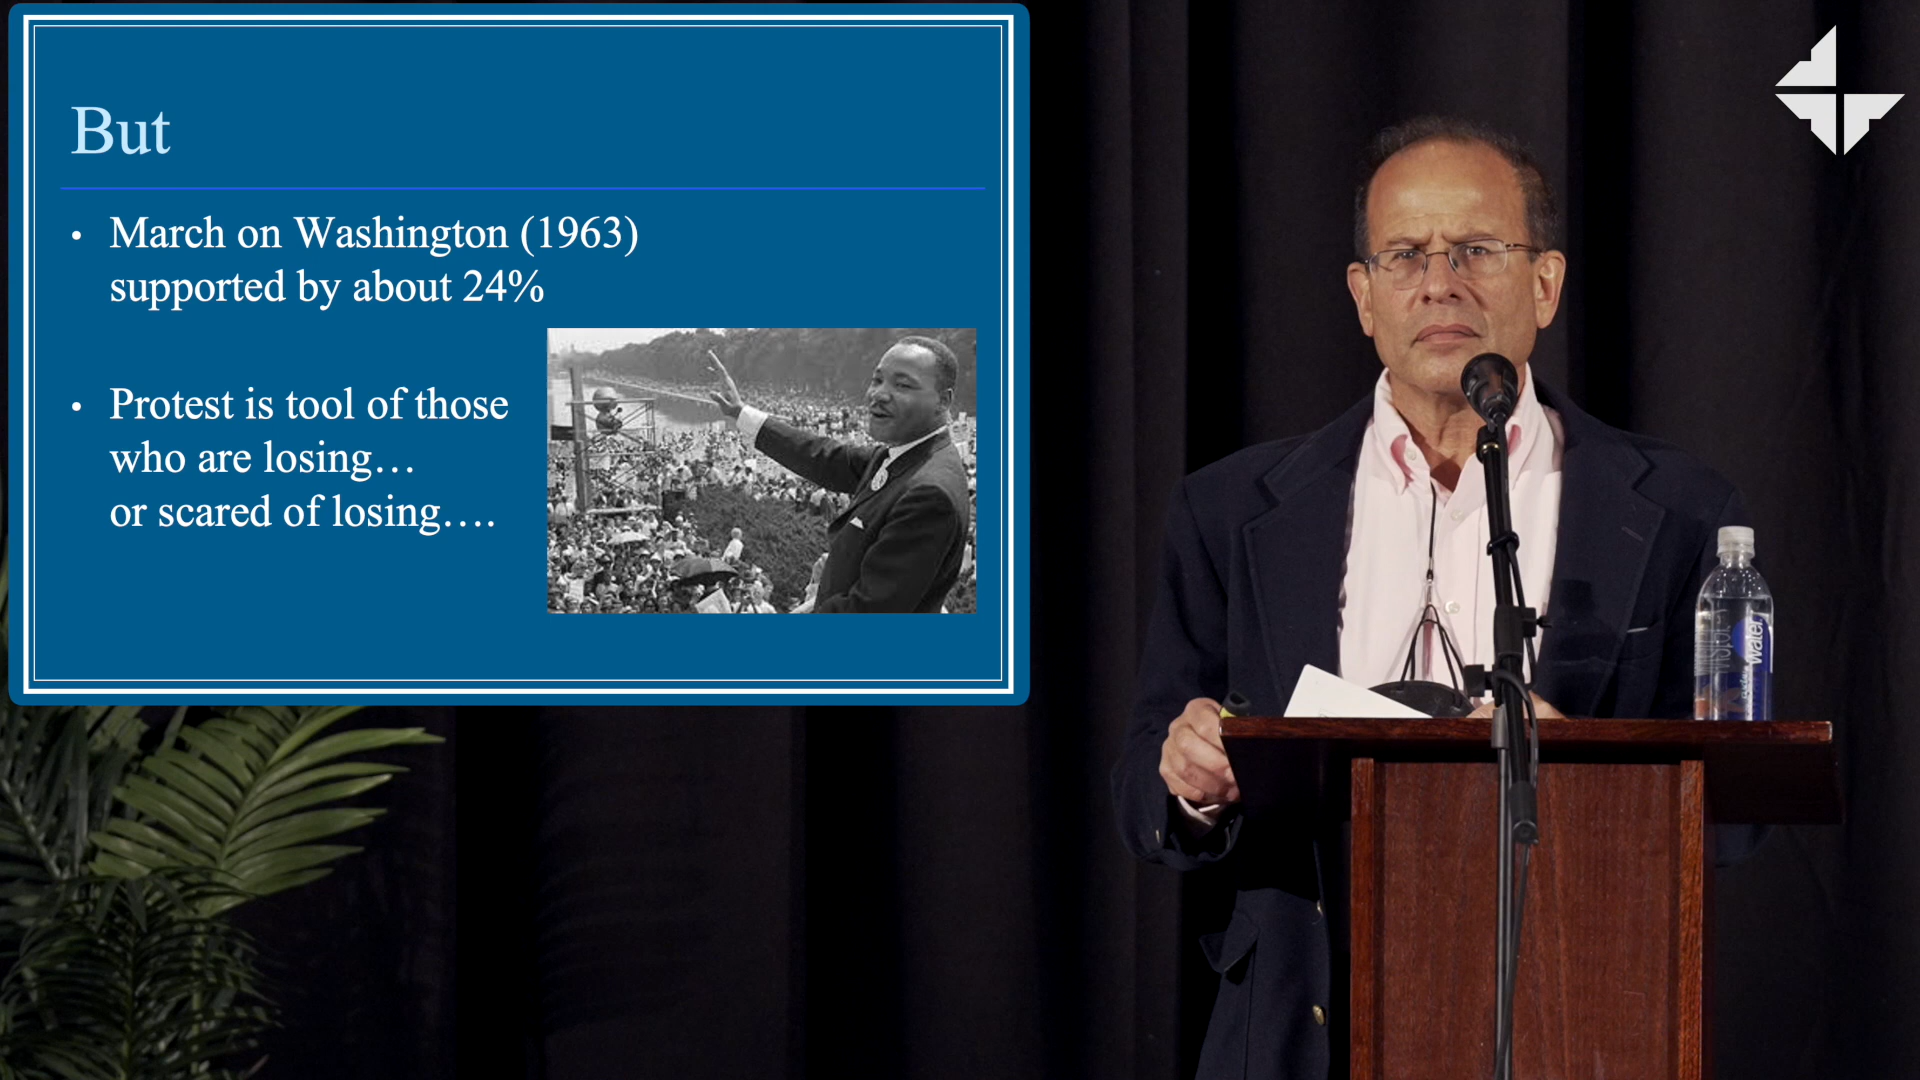 But
• March on Washington (1963)
supported by about 24%
• Protest is tool of those
who are losing…
or scared of losing….
water